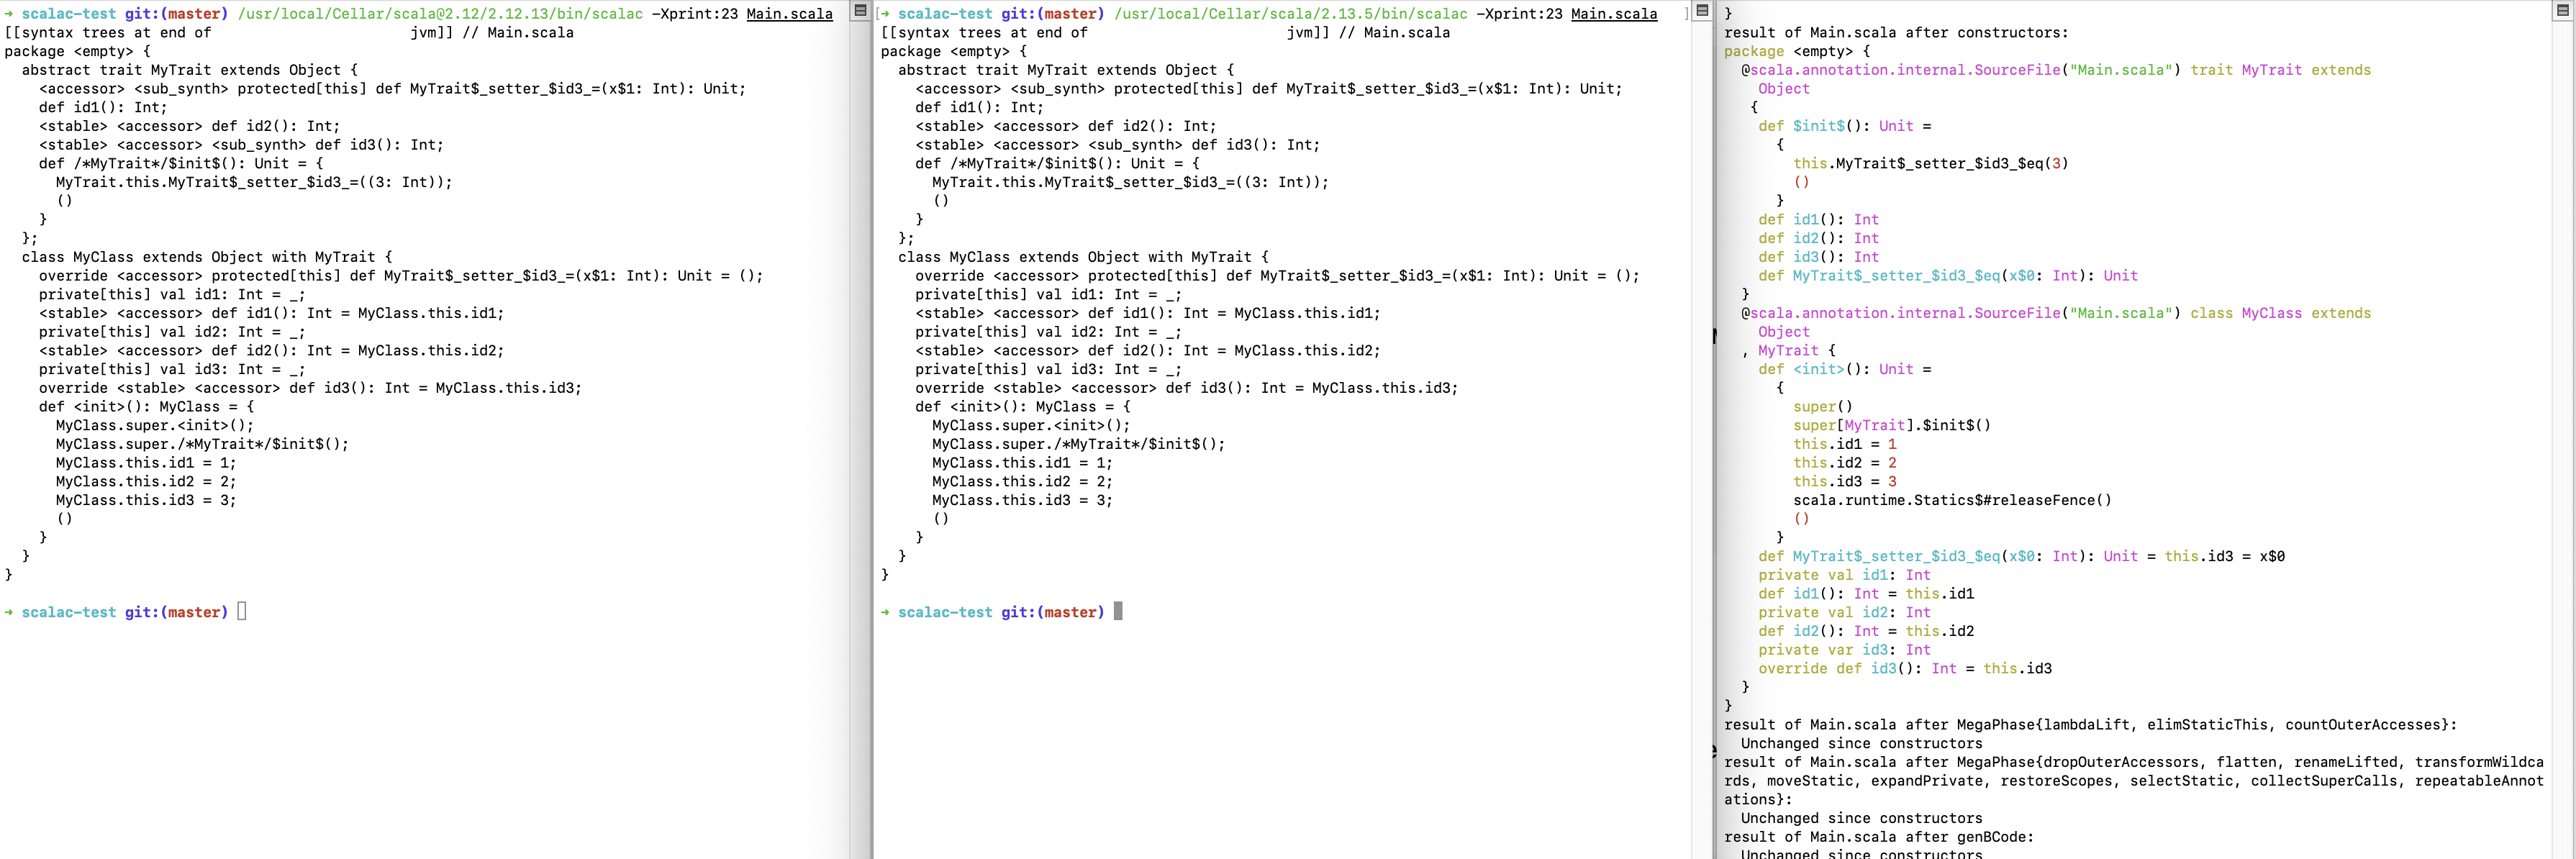 → scalac-test git:(master) /usr/local/Cellar/scala@2.12/2.12.13/bin/scalac -Xprint:23 Main.scala
[[syntax trees at end of                       jvm]] // Main.scala
package <empty> {
  abstract trait MyTrait extends Object {
    <accessor> <sub_synth> protected[this] def MyTrait$_setter_$id3_=(x$1: Int): Unit;
    def id1(): Int;
    <stable> <accessor> def id2(): Int;
    <stable> <accessor> <sub_synth> def id3(): Int;
    def /*MyTrait*/$init$(): Unit = {
      MyTrait.this.MyTrait$_setter_$id3_=((3: Int));
      ()
    }
  };
  class MyClass extends Object with MyTrait {
    override <accessor> protected[this] def MyTrait$_setter_$id3_=(x$1: Int): Unit = ();
    private[this] val id1: Int = _;
    <stable> <accessor> def id1(): Int = MyClass.this.id1;
    private[this] val id2: Int = _;
    <stable> <accessor> def id2(): Int = MyClass.this.id2;
    private[this] val id3: Int = _;
    override <stable> <accessor> def id3(): Int = MyClass.this.id3;
    def <init>(): MyClass = {
      MyClass.super.<init>();
      MyClass.super./*MyTrait*/$init$();
      MyClass.this.id1 = 1;
      MyClass.this.id2 = 2;
      MyClass.this.id3 = 3;
      ()
    }
  }
}
→ scalac-test git:(master)
[→ scalac-test git:(master) /usr/local/Cellar/scala/2.13.5/bin/scalac -Xprint:23 Main.scala   ]
[[syntax trees at end of                       jvm]] // Main.scala
package <empty> {
  abstract trait MyTrait extends Object {
    <accessor> <sub_synth> protected[this] def MyTrait$_setter_$id3_=(x$1: Int): Unit;
    def id1(): Int;
    <stable> <accessor> def id2(): Int;
    <stable> <accessor> <sub_synth> def id3(): Int;
    def /*MyTrait*/$init$(): Unit = {
      MyTrait.this.MyTrait$_setter_$id3_=((3: Int));
      ()
    }
  };
  class MyClass extends Object with MyTrait {
    override <accessor> protected[this] def MyTrait$_setter_$id3_=(x$1: Int): Unit = ();
    private[this] val id1: Int = _;
    <stable> <accessor> def id1(): Int = MyClass.this.id1;
    private[this] val id2: Int = _;
    <stable> <accessor> def id2(): Int = MyClass.this.id2;
    private[this] val id3: Int = _;
    override <stable> <accessor> def id3(): Int = MyClass.this.id3;
    def <init>(): MyClass = {
      MyClass.super.<init>();
      MyClass.super./*MyTrait*/$init$();
      MyClass.this.id1 = 1;
      MyClass.this.id2 = 2;
      MyClass.this.id3 = 3;
      ()
    }
  }
}
→ scalac-test git:(master)
}
result of Main.scala after constructors:
package <empty> {
  @scala.annotation.internal.SourceFile("Main.scala") trait MyTrait extends
    Object
   {
    def $init$(): Unit =
      {
        this.MyTrait$_setter_$id3_$eq(3)
        ()
      }
    def id1(): Int
    def id2(): Int
    def id3(): Int
    def MyTrait$_setter_$id3_$eq(x$0: Int): Unit
  }
  @scala.annotation.internal.SourceFile("Main.scala") class MyClass extends
    Object
  , MyTrait {
    def <init>(): Unit =
      {
        super()
        super[MyTrait].$init$()
        this.id1 = 1
        this.id2 = 2
        this.id3 = 3
        scala.runtime.Statics$#releaseFence()
        ()
      }
    def MyTrait$_setter_$id3_$eq(x$0: Int): Unit = this.id3 = x$0
    private val id1: Int
    def id1(): Int = this.id1
    private val id2: Int
    def id2(): Int = this.id2
    private var id3: Int
    override def id3(): Int = this.id3
  }
}
result of Main.scala after MegaPhase{lambdaLift, elimStaticThis, countOuterAccesses}:
  Unchanged since constructors
result of Main.scala after MegaPhase{dropOuterAccessors, flatten, renameLifted, transformWildca
rds, moveStatic, expandPrivate, restoreScopes, selectStatic, collectSuperCalls, repeatableAnnot
ations}:
  Unchanged since constructors
result of Main.scala after genBCode:
  Unchanged since constructors